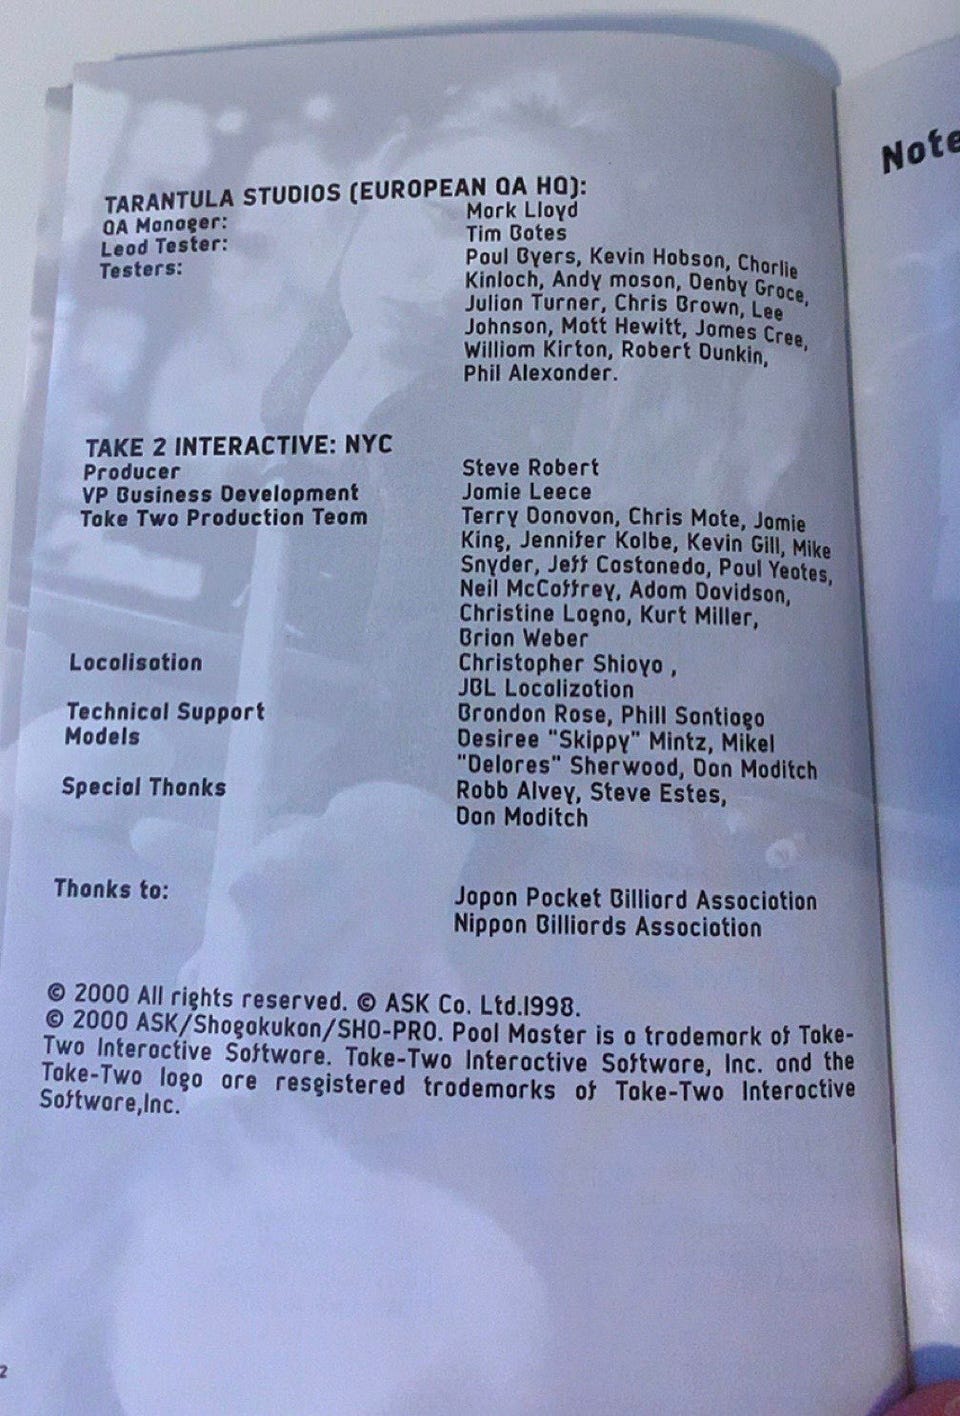 TARANTULA STUDIOS (EUROPEAN QA HQ):
QA Manager: Mark Lloyd
Lead Tester: Tim Bates
Testers: Paul Byers, Kevin Hobson, Charlie
Kinloch, Andy mason, Denby Grace,
Julian Turner, Chris Brown, Lee
Johnson, Matt Hewitt, James Cree,
William Kirton, Robert Dunkin,
Phil Alexander.
TAKE 2 INTERACTIVE: NYC
Producer Steve Robert
VP Business Development Jamie Leece
Take Two Production Team Terry Donovan, Chris Mate, Jamie
King, Jennifer Kolbe, Kevin Gill, Mike
Snyder, Jeff Castaneda, Paul Yeates,
Neil McCaffrey, Adam Davidson,
Christine Lagno, Kurt Miller,
Brian Weber
Localisation Christopher Shioya ,
JBL Localization
Technical Support Brandon Rose, Phill Santiago
Models Desiree "Skippy" Mintz, Mikel
"Delores" Sherwood, Dan Moditch
Special Thanks Robb Alvey, Steve Estes,
Dan Moditch
Thanks to: Japan Pocket Billiard Association
Nippon Billiards Association
© 2000 All rights reserved. © ASK Co. Ltd.1998.
© 2000 ASK/Shogakukan/SHO-PRO. Pool Master is a trademark of Take-
Two Interactive Software. Take-Two Interactive Software, Inc. and the
Take-Two logo are resgistered trademarks of Take-Two Interactive
Software,Inc.
2
Note